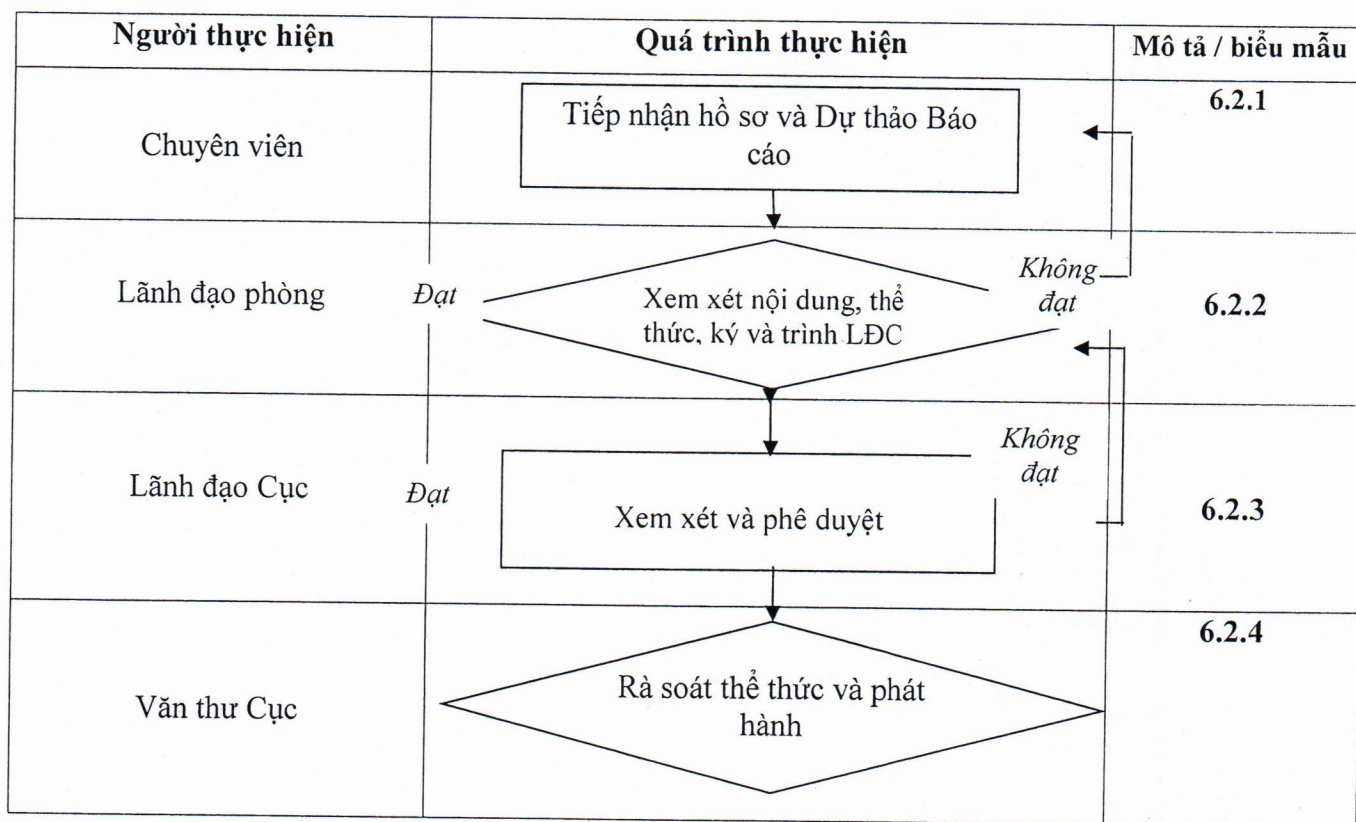 Người thực hiện
Quá trình thực hiện
Mô tả / biểu mẫu
Chuyên viên
Tiếp nhận hồ sơ và Dự thảo Báo
cáo
6.2.1
Lãnh đạo phòng
Đạt
Xem xét nội dung, thể
thức, ký và trình LĐC
Không
đạt
6.2.2
Lãnh đạo Cục
Đạt
Xem xét và phê duyệt
Không
đạt
6.2.3
Văn thư Cục
Rà soát thể thức và phát
hành
6.2.4